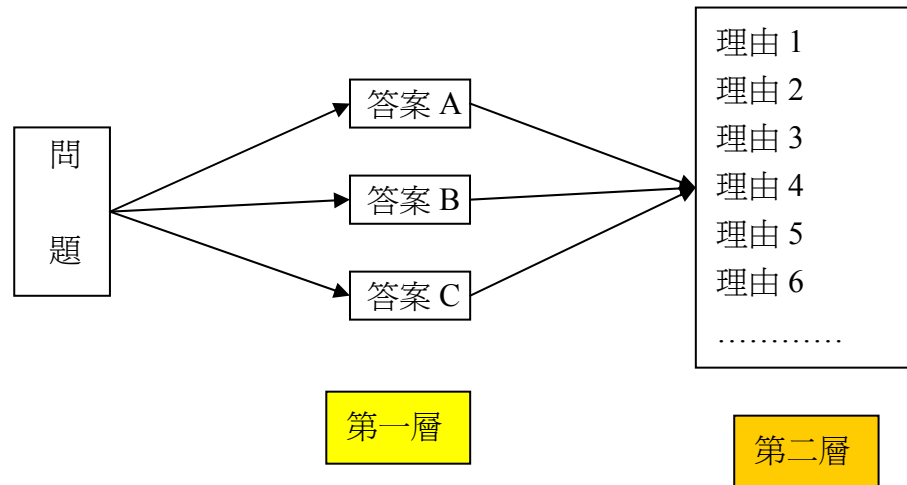 問
題
答案 A
答案 B
答案 C
理由 1
理由 2
理由 3
理由 4
理由 5
理由 6
…………
第一層
第二層